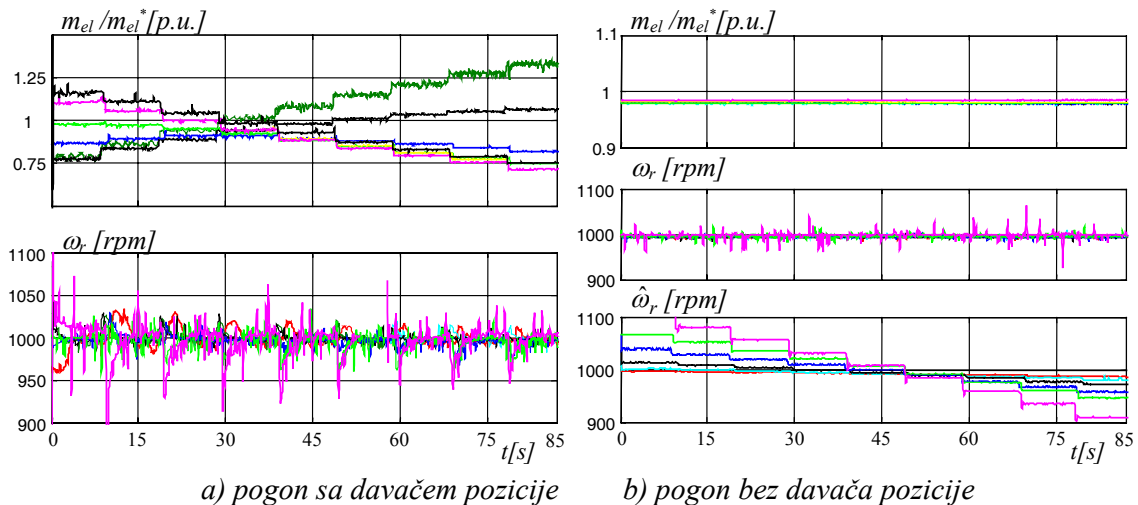 m_el /m_el* [p.u.]
1.25
1
0.75
ω_r [rpm]
1100
1050
1000
950
900
0 15 30 45 60 75 85
t[s]
a) pogon sa davačem pozicije
m_el /m_el* [p.u.]
1.1
1
0.9
ω_r [rpm]
1100
1000
900
ω̂_r [rpm]
1100
1000
900
0 15 30 45 60 75 85
t[s]
b) pogon bez davača pozicije